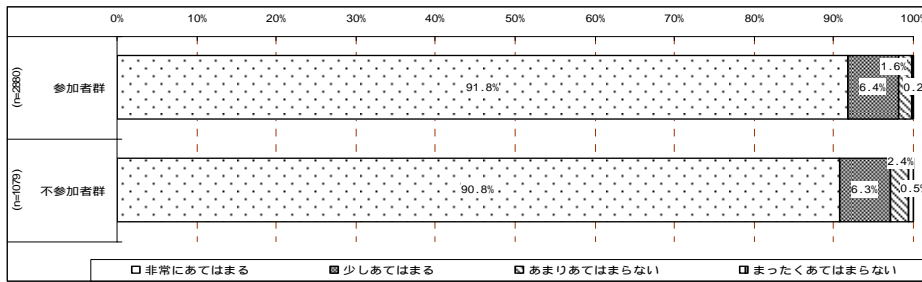 0% 10% 20% 30% 40% 50% 60% 70% 80% 90% 100%
(n=2880) 参加者群 91.8% 6.4% 1.6% 0.2
(n=1079) 不参加者群 90.8% 6.3% 2.4% 0.5%
非常にあてはまる 少しあてはまる あまりあてはまらない まったくあてはまらない